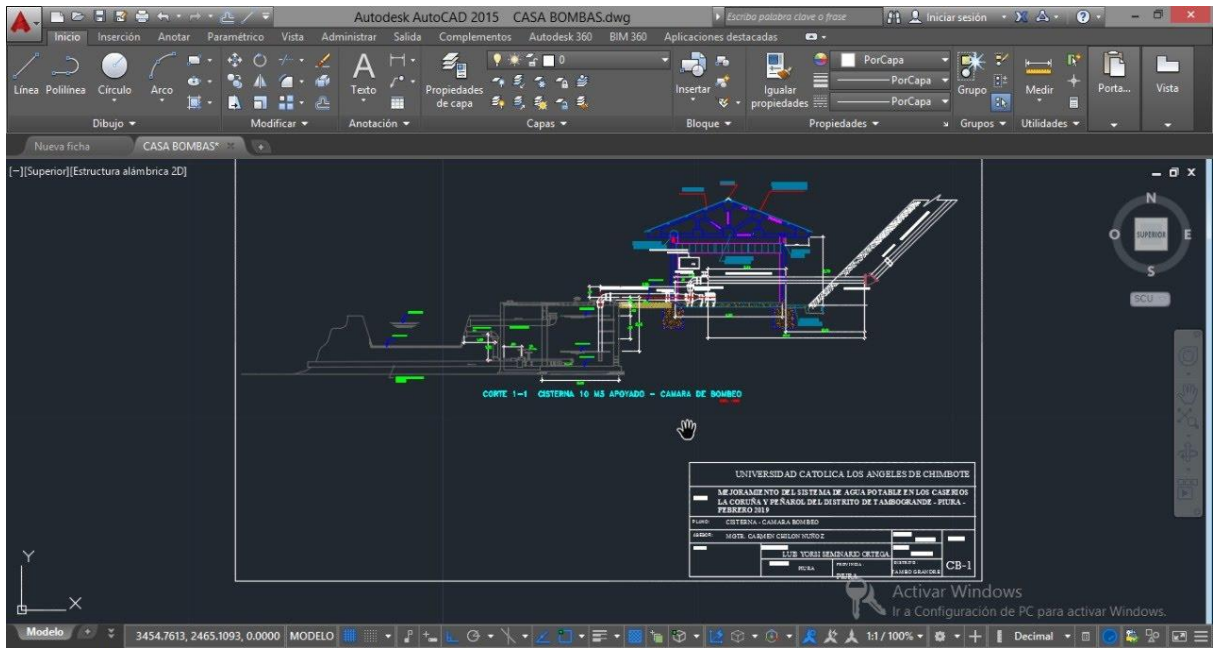 Autodesk AutoCAD 2015 CASA BOMBAS.dwg
Escriba palabra clave o frase
Iniciar sesión
Inicio Inserción Anotar Paramétrico Vista Administrar Salida Complementos Autodesk 360 BIM 360 Aplicaciones destacadas
Línea Polilínea Círculo Arco
Texto
Propiedades de capa
0
Insertar
Igualar propiedades
PorCapa
PorCapa
PorCapa
Grupo
Medir
Porta...
Vista
Dibujo Modificar Anotación Capas Bloque Propiedades Grupos Utilidades
Nueva ficha CASA BOMBAS*
[−][Superior][Estructura alámbrica 2D]
N
O SUPERIOR E
S
SCU
CORTE 1-1 CISTERNA 10 M3 APOYADO - CAMARA DE BOMBEO
UNIVERSIDAD CATOLICA LOS ANGELES DE CHIMBOTE
MEJORAMIENTO DEL SISTEMA DE AGUA POTABLE EN LOS CASERIOS
LA CORUÑA Y PEÑAROL DEL DISTRITO DE TAMBOGRANDE - PIURA -
FEBRERO 2019
PLANO: CISTERNA - CAMARA BOMBEO
ASESOR: MGTR. CARMEN CHILON MUÑOZ
PIURA
PROVINCIA:
PIURA
DISTRITO:
TAMBO GRANDE
CB-1
Y
X
Activar Windows
Ir a Configuración de PC para activar Windows.
Modelo 3454.7613, 2465.1093, 0.0000 MODELO 1:1 / 100% Decimal